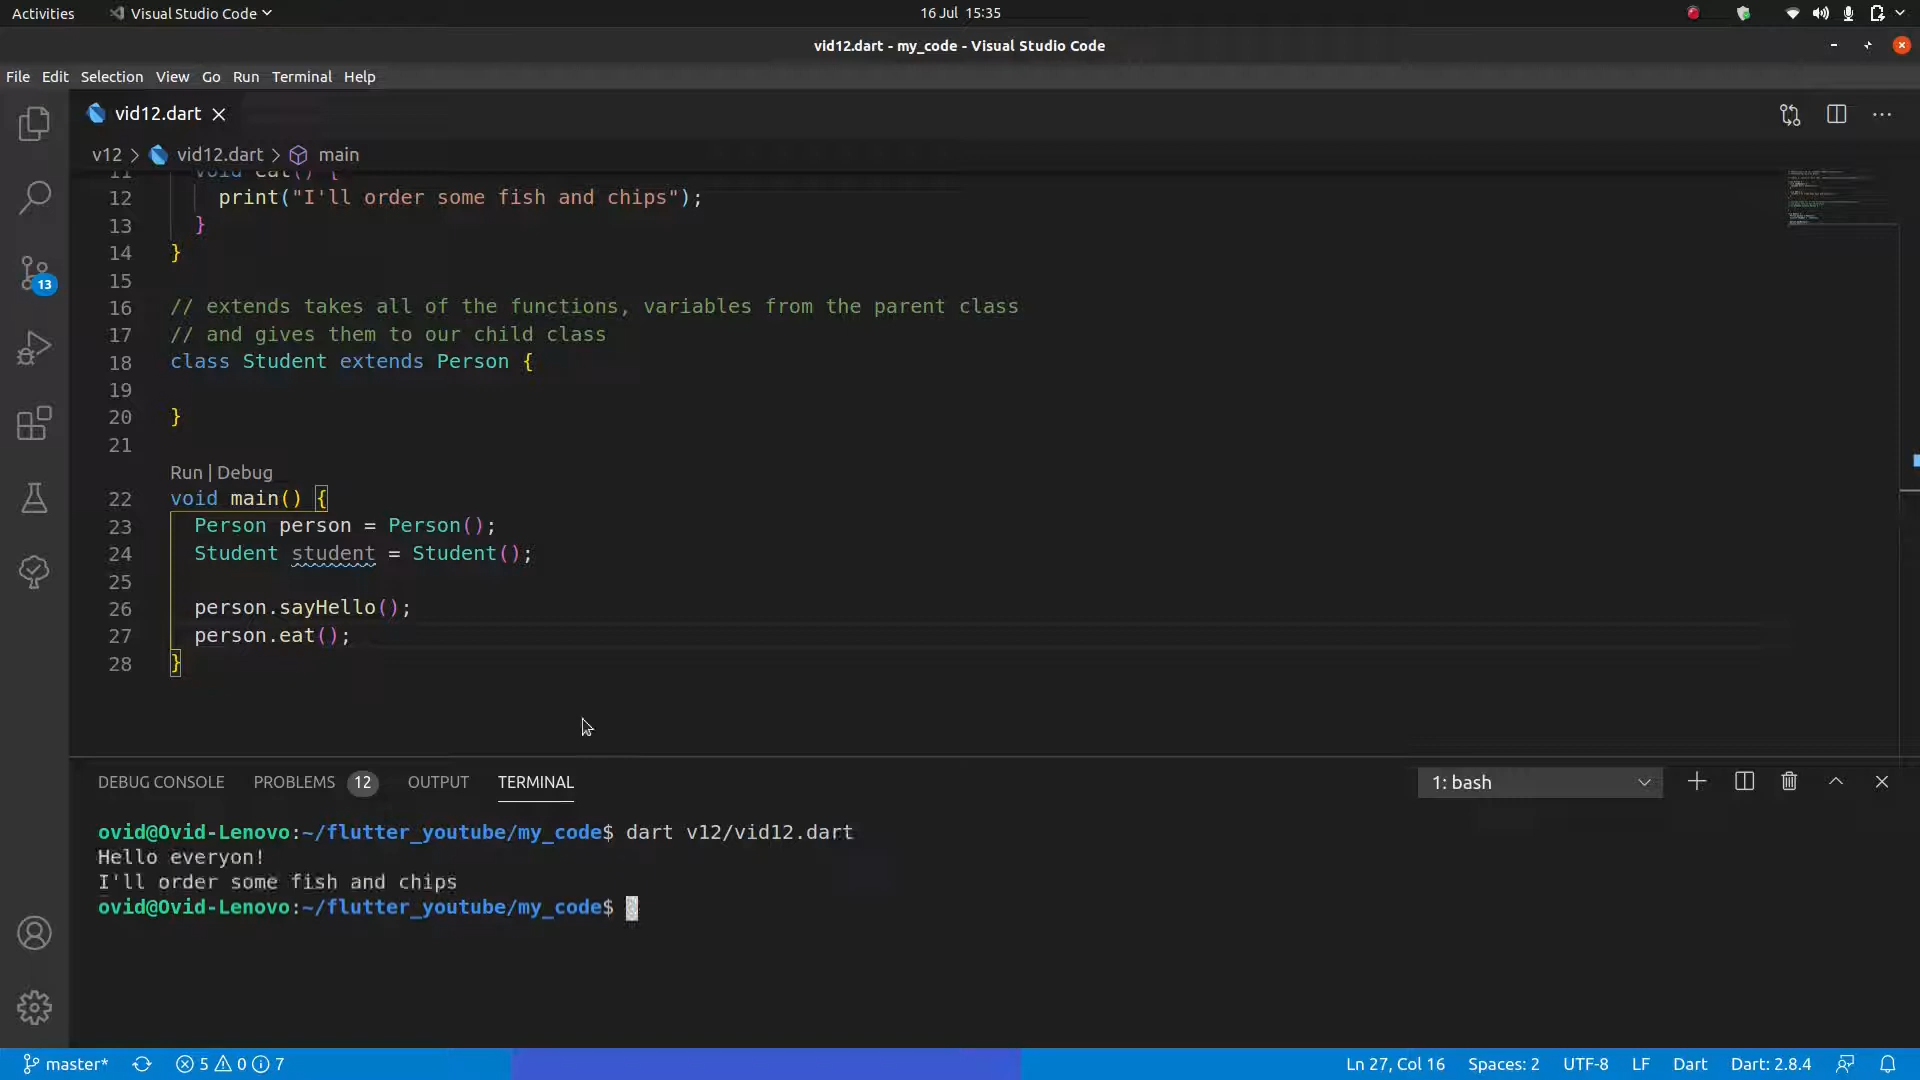 Activities
Visual Studio Code
16 Jul 15:35
vid12.dart - my_code - Visual Studio Code
File Edit Selection View Go Run Terminal Help
vid12.dart
v12 > vid12.dart > main
11 void eat() {
12 print("I'll order some fish and chips");
13 }
14 }
15
16 // extends takes all of the functions, variables from the parent class
17 // and gives them to our child class
18 class Student extends Person {
19
20 }
21
Run | Debug
22 void main() {
23 Person person = Person();
24 Student student = Student();
25
26 person.sayHello();
27 person.eat();
28 }
13
DEBUG CONSOLE PROBLEMS 12 OUTPUT TERMINAL
1: bash
ovid@Ovid-Lenovo:~/flutter_youtube/my_code$ dart v12/vid12.dart
Hello everyon!
I'll order some fish and chips
ovid@Ovid-Lenovo:~/flutter_youtube/my_code$
master* 5 0 7
Ln 27, Col 16 Spaces: 2 UTF-8 LF Dart Dart: 2.8.4